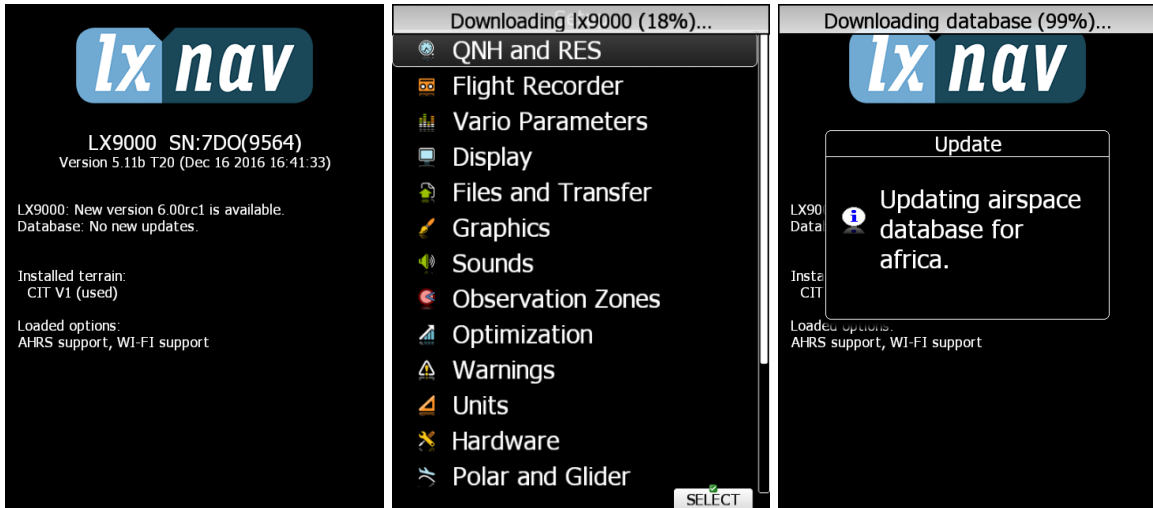 lx nav
LX9000 SN:7DO(9564)
Version 5.11b T20 (Dec 16 2016 16:41:33)
LX9000: New version 6.00rc1 is available.
Database: No new updates.
Installed terrain:
CIT V1 (used)
Loaded options:
AHRS support, WI-FI support
Downloading lx9000 (18%)...
QNH and RES
Flight Recorder
Vario Parameters
Display
Files and Transfer
Graphics
Sounds
Observation Zones
Optimization
Warnings
Units
Hardware
Polar and Glider
SELECT
Downloading database (99%)...
lx nav
Update
Updating airspace
database for
africa.
LX90
Data
Insta
CIT
Loaded options:
AHRS support, WI-FI support